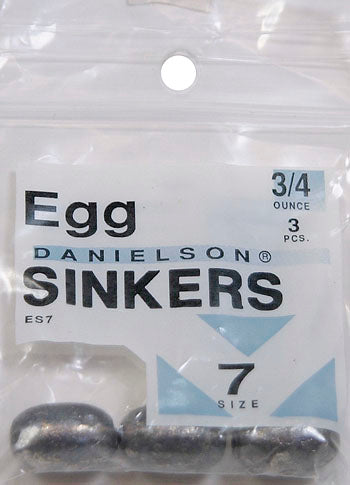 Egg
3/4
OUNCE
3
PCS.
DANIELSON®
SINKERS
ES7
7
SIZE